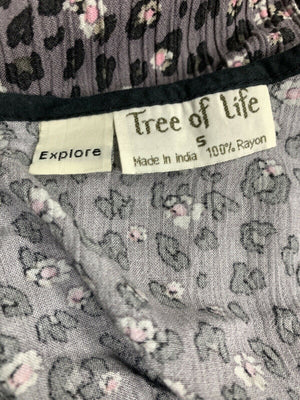 Explore
Tree of Life
S
Made In India 100% Rayon